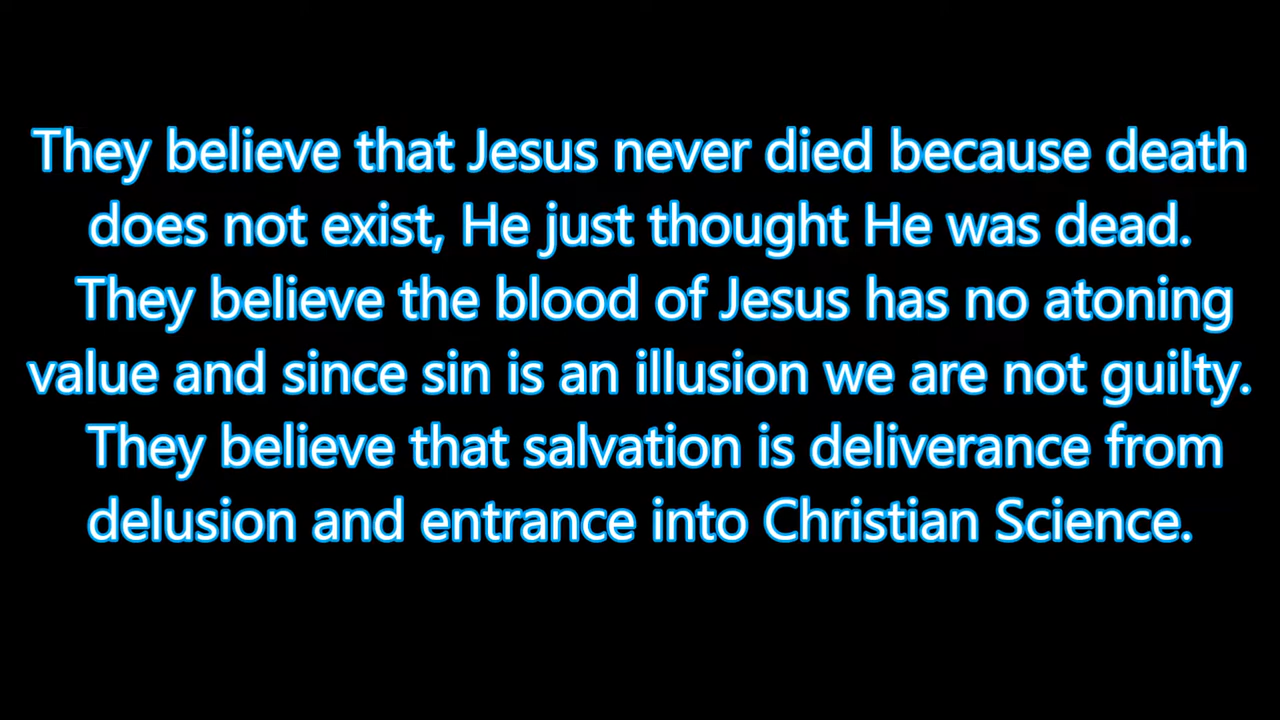 They believe that Jesus never died because death
does not exist, He just thought He was dead.
They believe the blood of Jesus has no atoning
value and since sin is an illusion we are not guilty.
They believe that salvation is deliverance from
delusion and entrance into Christian Science.